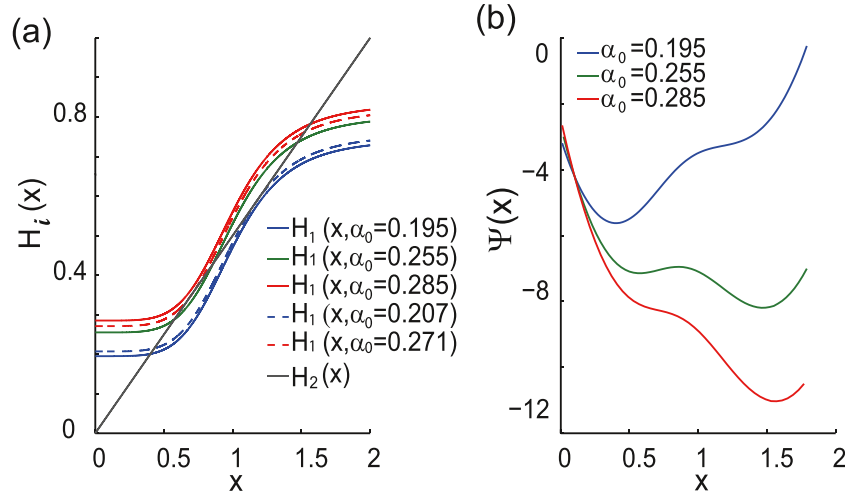 (a)
H_i(x)
0.8
0.4
0
0 0.5 1 1.5 2
x
H₁ (x,α₀=0.195)
H₁ (x,α₀=0.255)
H₁ (x,α₀=0.285)
H₁ (x,α₀=0.207)
H₁ (x,α₀=0.271)
H₂(x)
(b)
α₀=0.195
α₀=0.255
α₀=0.285
Ψ(x)
0
−4
−8
−12
0 0.5 1 1.5 2
x